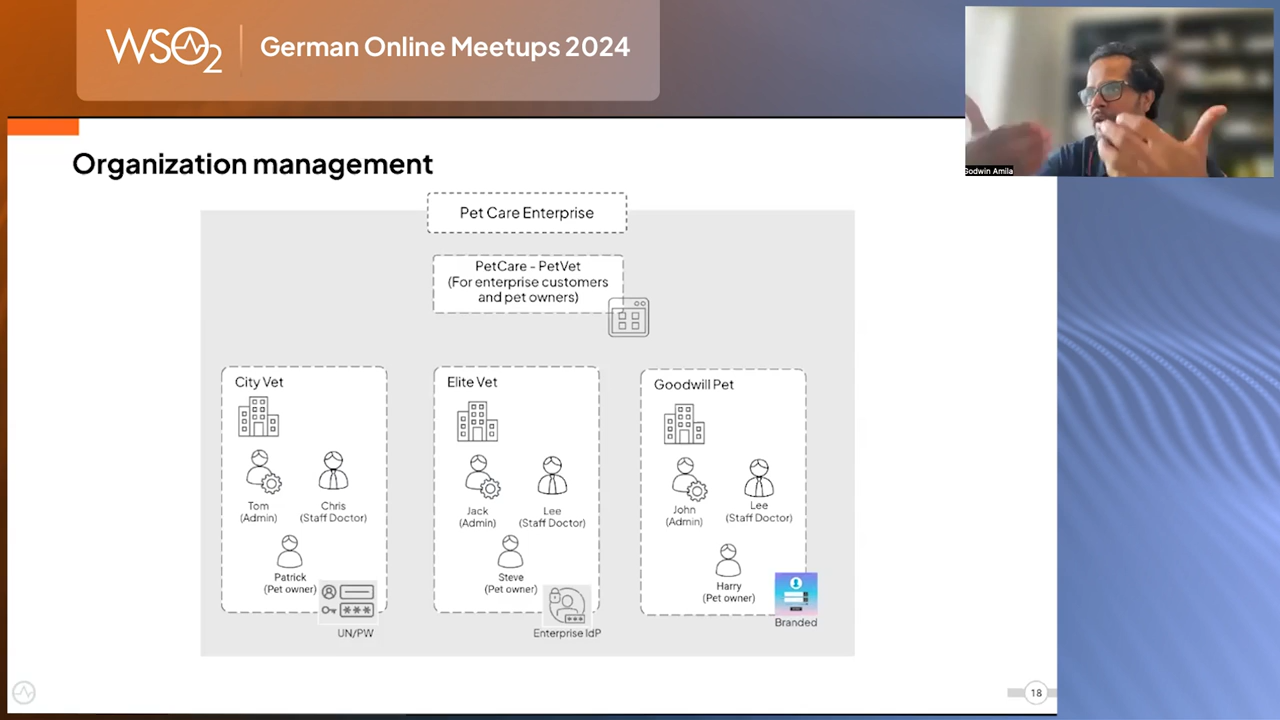 WSO2
German Online Meetups 2024
Godwin Amila
Organization management
Pet Care Enterprise
PetCare - PetVet
(For enterprise customers
and pet owners)
City Vet
Tom
(Admin)
Chris
(Staff Doctor)
Patrick
(Pet owner)
UN/PW
Elite Vet
Jack
(Admin)
Lee
(Staff Doctor)
Steve
(Pet owner)
Enterprise IdP
Goodwill Pet
John
(Admin)
Lee
(Staff Doctor)
Harry
(Pet owner)
Branded
18